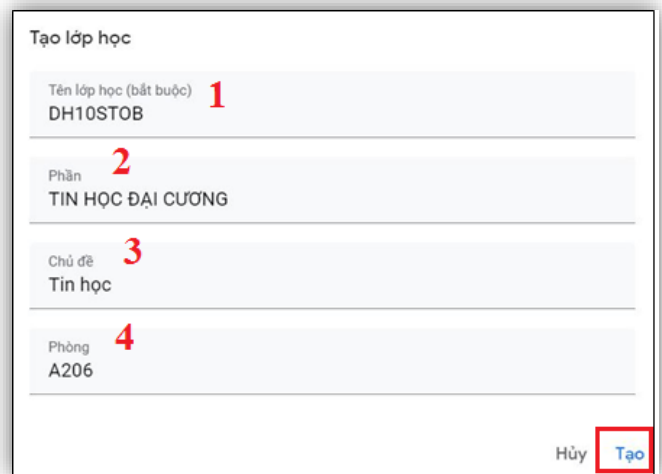 Tạo lớp học
Tên lớp học (bắt buộc) 1
DH10STOB
Phần 2
TIN HỌC ĐẠI CƯƠNG
Chủ đề 3
Tin học
Phòng 4
A206
Hủy Tạo